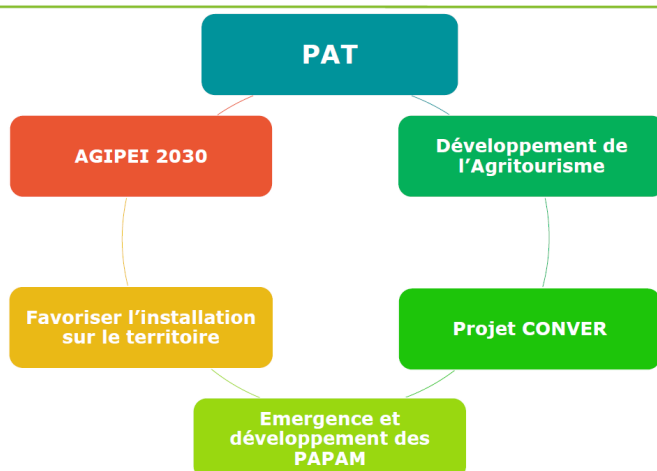 PAT
AGIPEI 2030
Développement de
l'Agritourisme
Favoriser l'installation
sur le territoire
Projet CONVER
Emergence et
développement des
PAPAM